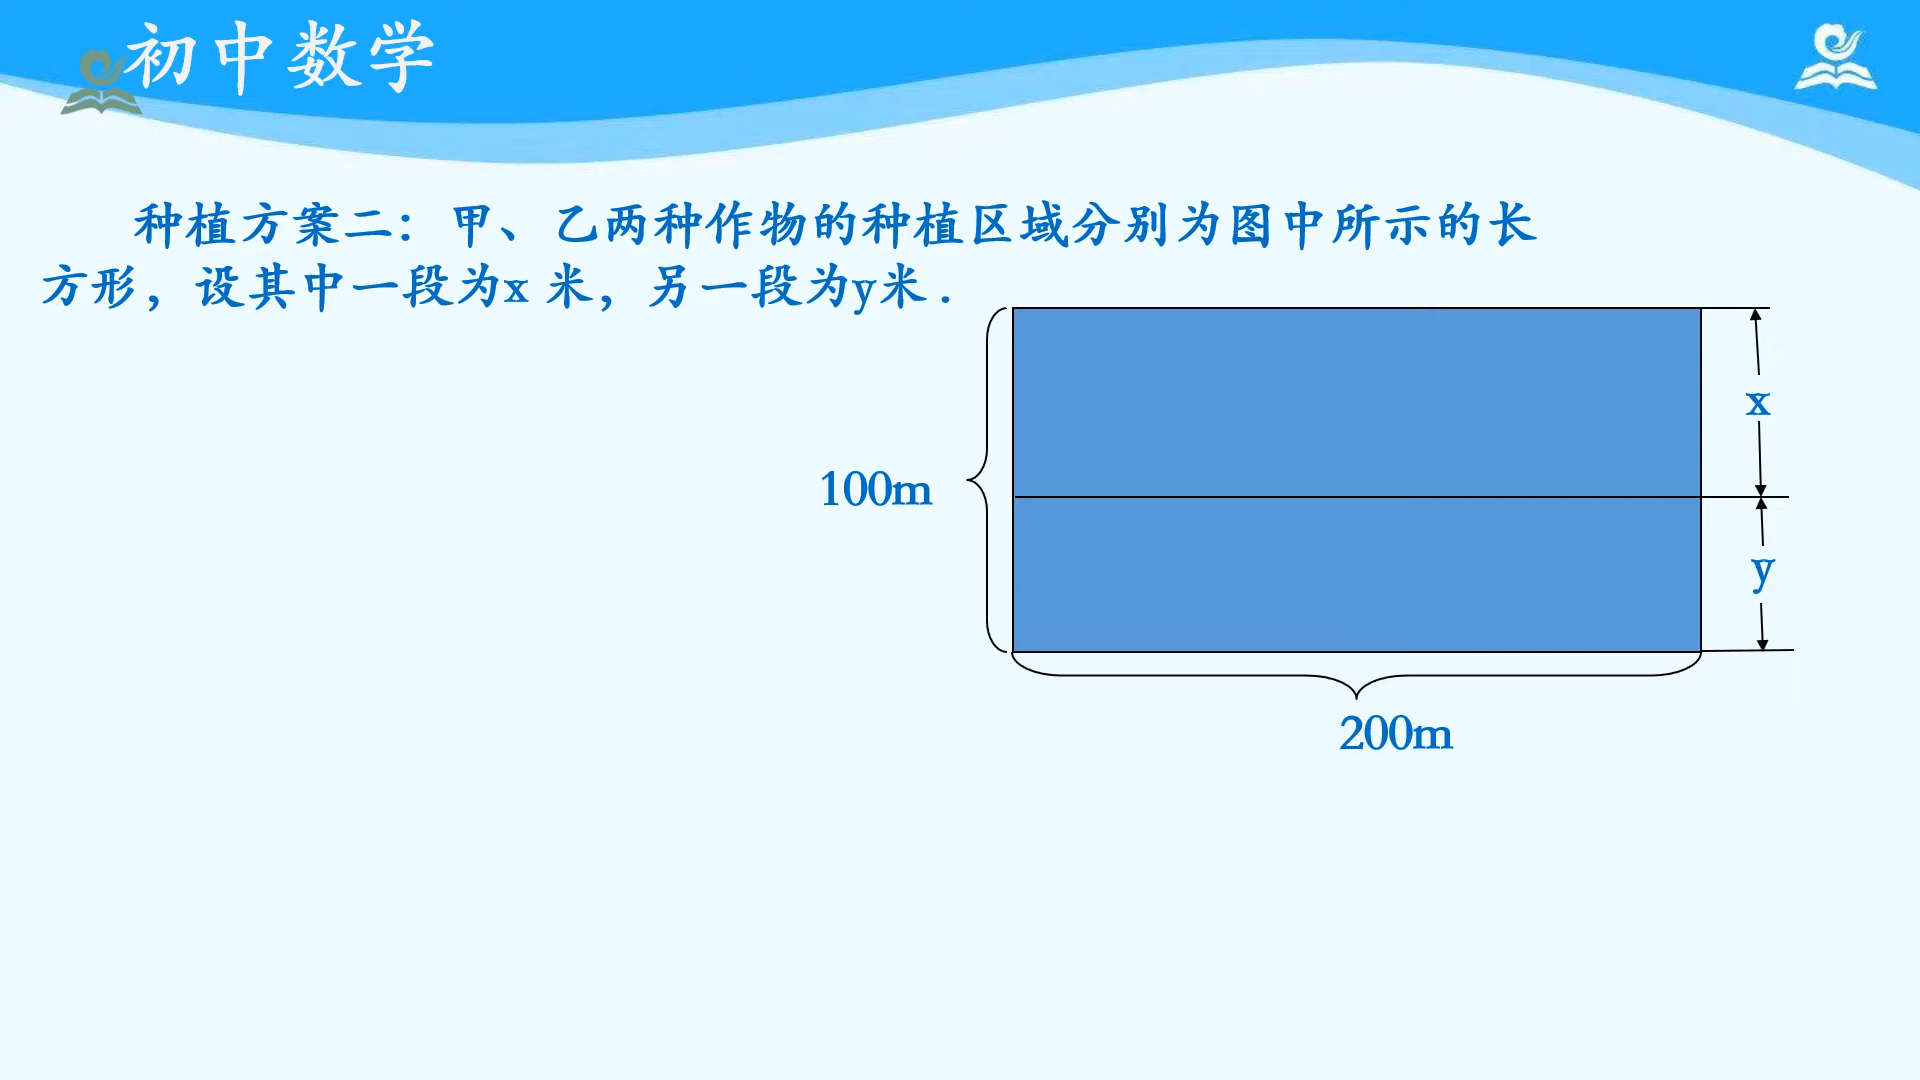 初中数学
种植方案二：甲、乙两种作物的种植区域分别为图中所示的长
方形，设其中一段为x 米，另一段为y米 .
x
100m
y
200m